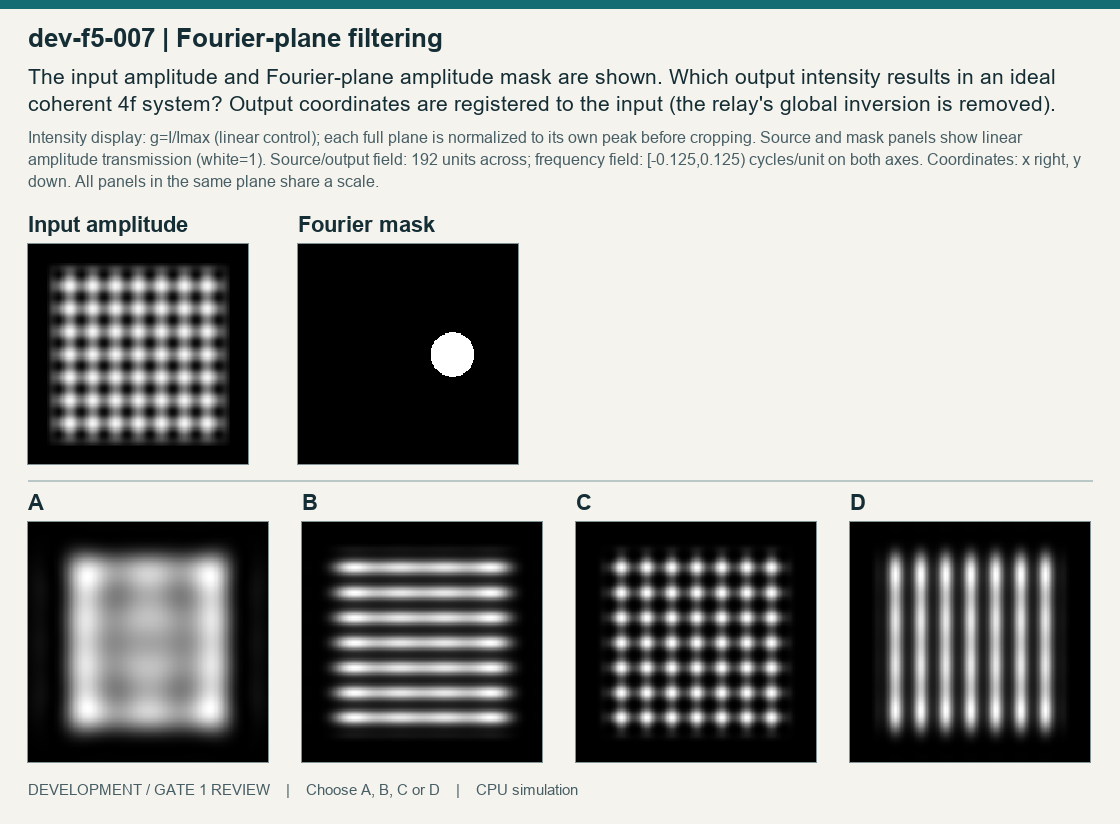 dev-f5-007 | Fourier-plane filtering
The input amplitude and Fourier-plane amplitude mask are shown. Which output intensity results in an ideal
coherent 4f system? Output coordinates are registered to the input (the relay's global inversion is removed).
Intensity display: g=I/Imax (linear control); each full plane is normalized to its own peak before cropping. Source and mask panels show linear
amplitude transmission (white=1). Source/output field: 192 units across; frequency field: [-0.125,0.125) cycles/unit on both axes. Coordinates: x right, y
down. All panels in the same plane share a scale.
Input amplitude
Fourier mask
A
B
C
D
DEVELOPMENT / GATE 1 REVIEW | Choose A, B, C or D | CPU simulation